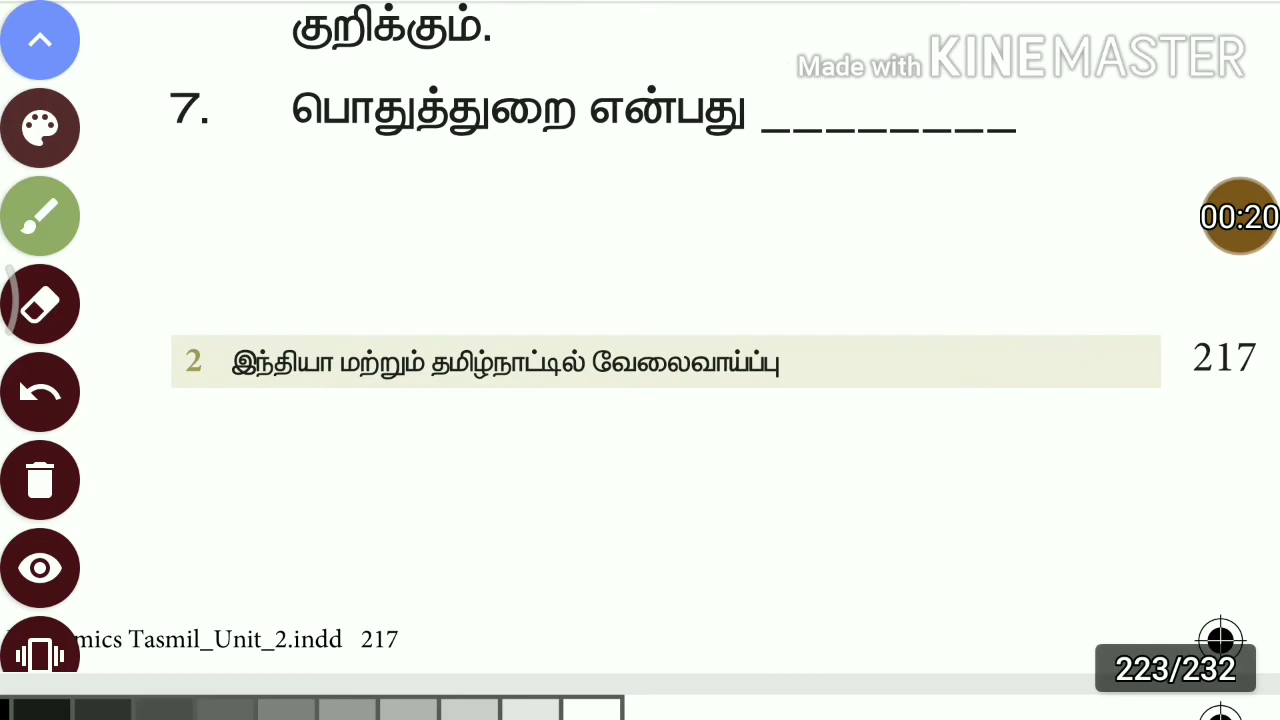 குறிக்கும்.
Made with KINEMASTER
7. பொதுத்துறை என்பது ________
00:20
2 இந்தியா மற்றும் தமிழ்நாட்டில் வேலைவாய்ப்பு 217
mics Tasmil_Unit_2.indd 217
223/232